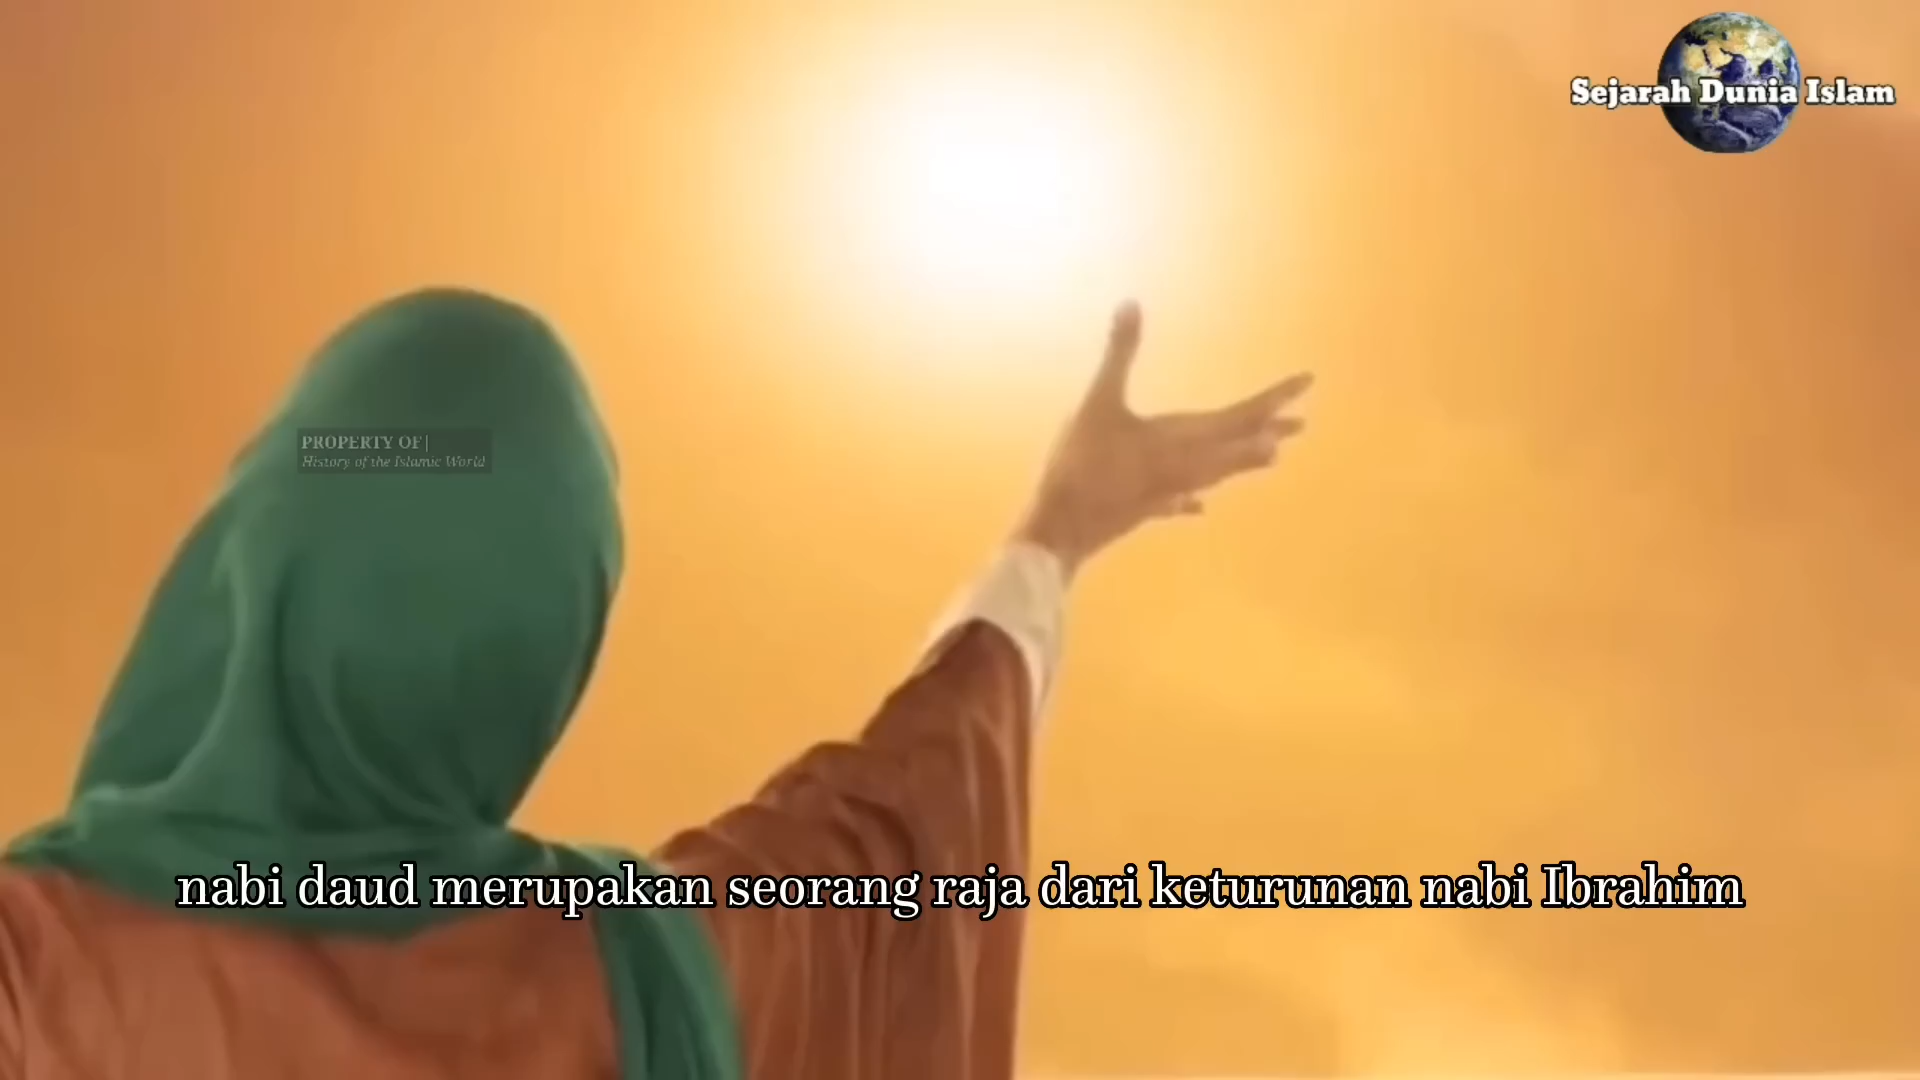 Sejarah Dunia Islam
PROPERTY OF|
History of the Islamic World
nabi daud merupakan seorang raja dari keturunan nabi Ibrahim